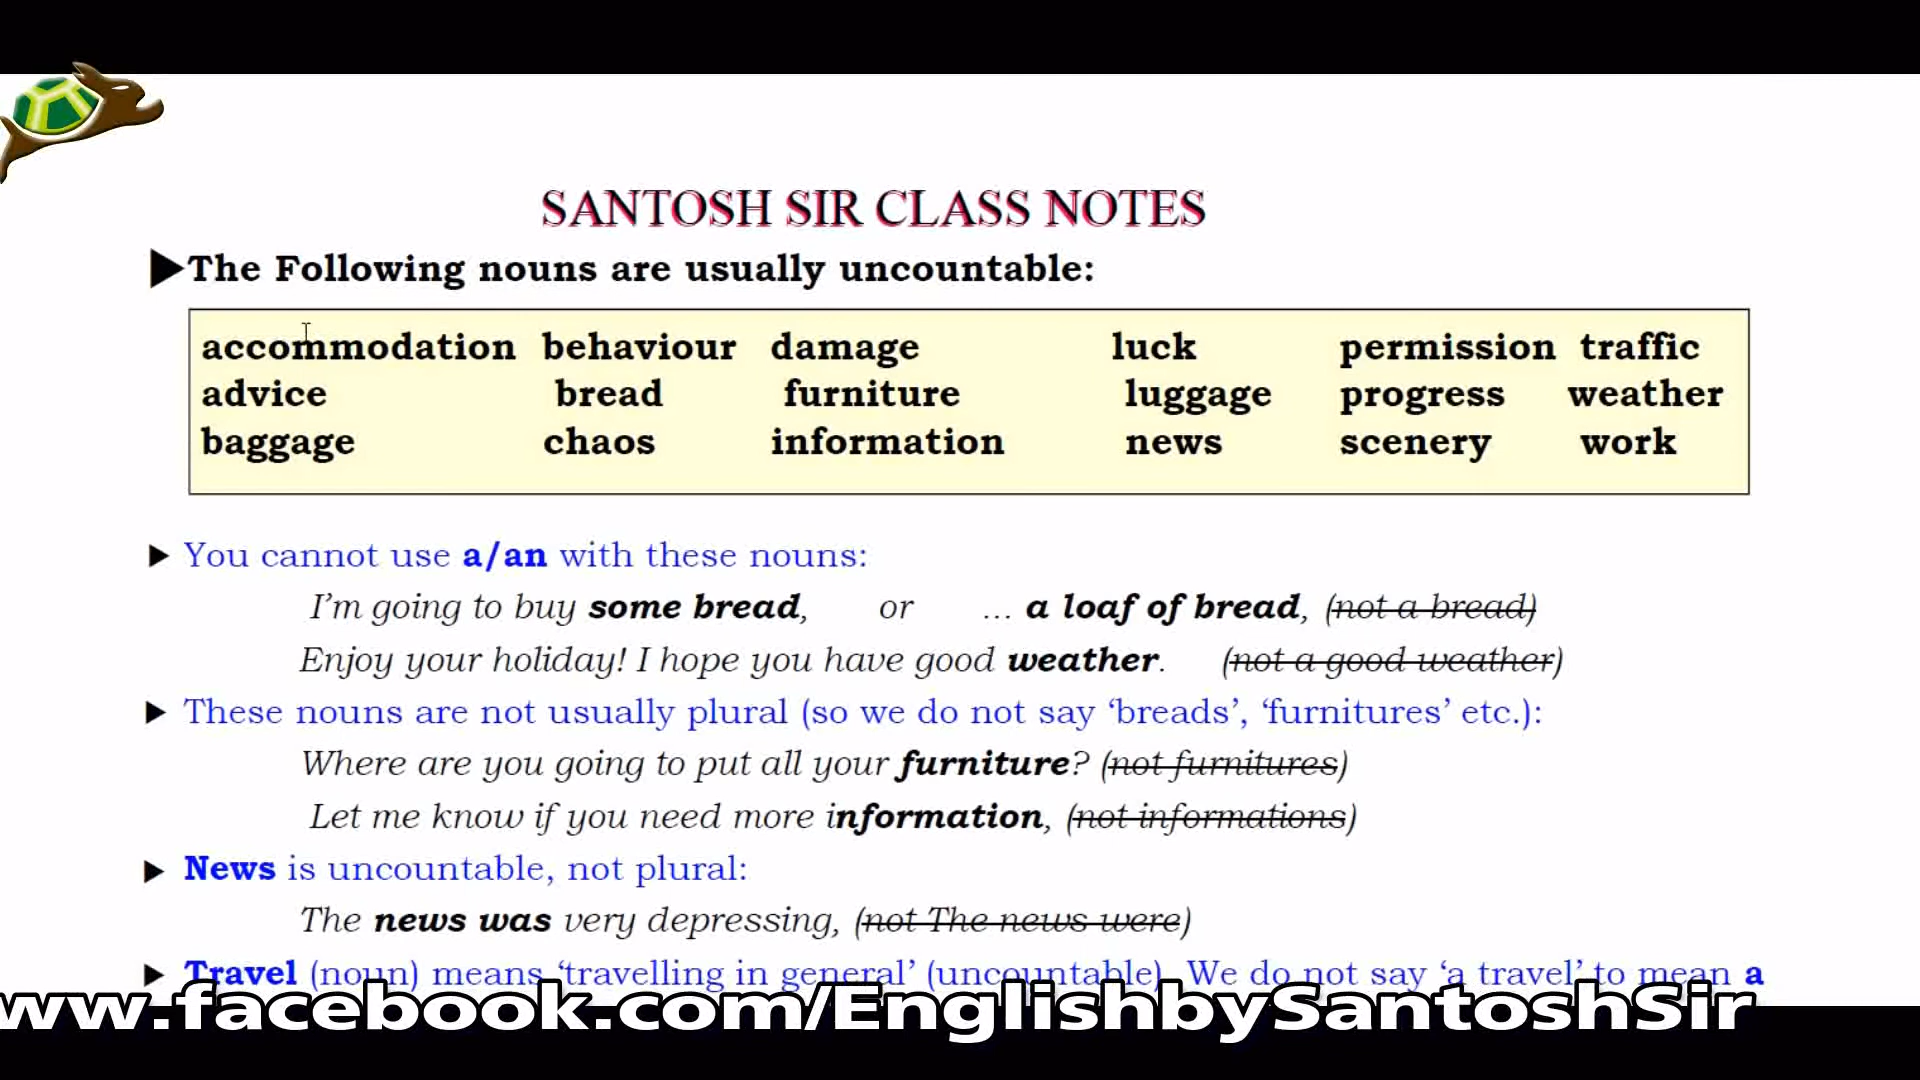 SANTOSH SIR CLASS NOTES
▶The Following nouns are usually uncountable:
accommodation behaviour damage luck permission traffic
advice bread furniture luggage progress weather
baggage chaos information news scenery work
▶ You cannot use a/an with these nouns:
I’m going to buy some bread, or ... a loaf of bread, (not a bread)
Enjoy your holiday! I hope you have good weather. (not a good weather)
▶ These nouns are not usually plural (so we do not say ‘breads’, ‘furnitures’ etc.):
Where are you going to put all your furniture? (not furnitures)
Let me know if you need more information, (not informations)
▶ News is uncountable, not plural:
The news was very depressing, (not The news were)
▶ Travel (noun) means ‘travelling in general’ (uncountable). We do not say ‘a travel’ to mean a
www.facebook.com/EnglishbySantoshSir